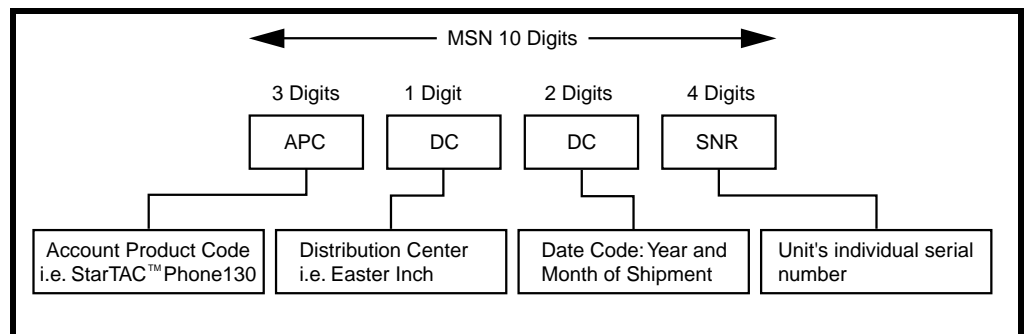 MSN 10 Digits
3 Digits 1 Digit 2 Digits 4 Digits
APC DC DC SNR
Account Product Code
i.e. StarTAC™Phone130
Distribution Center
i.e. Easter Inch
Date Code: Year and
Month of Shipment
Unit's individual serial
number